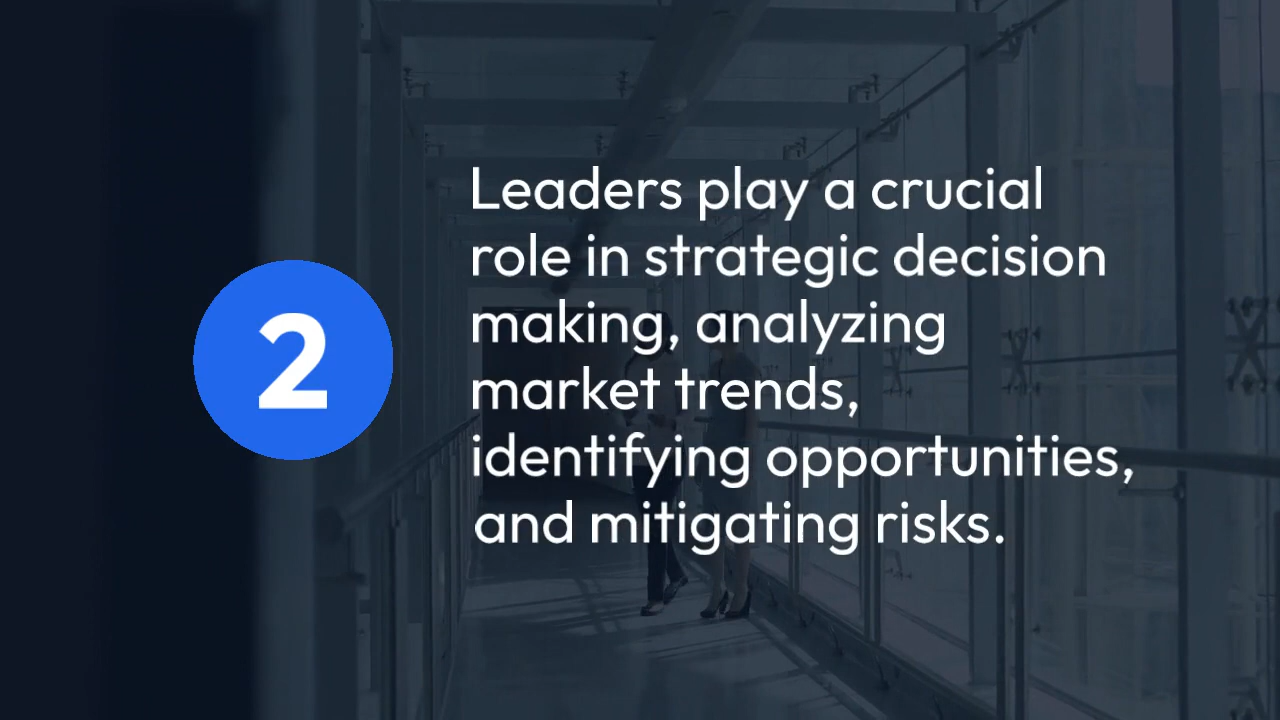 2
Leaders play a crucial
role in strategic decision
making, analyzing
market trends,
identifying opportunities,
and mitigating risks.